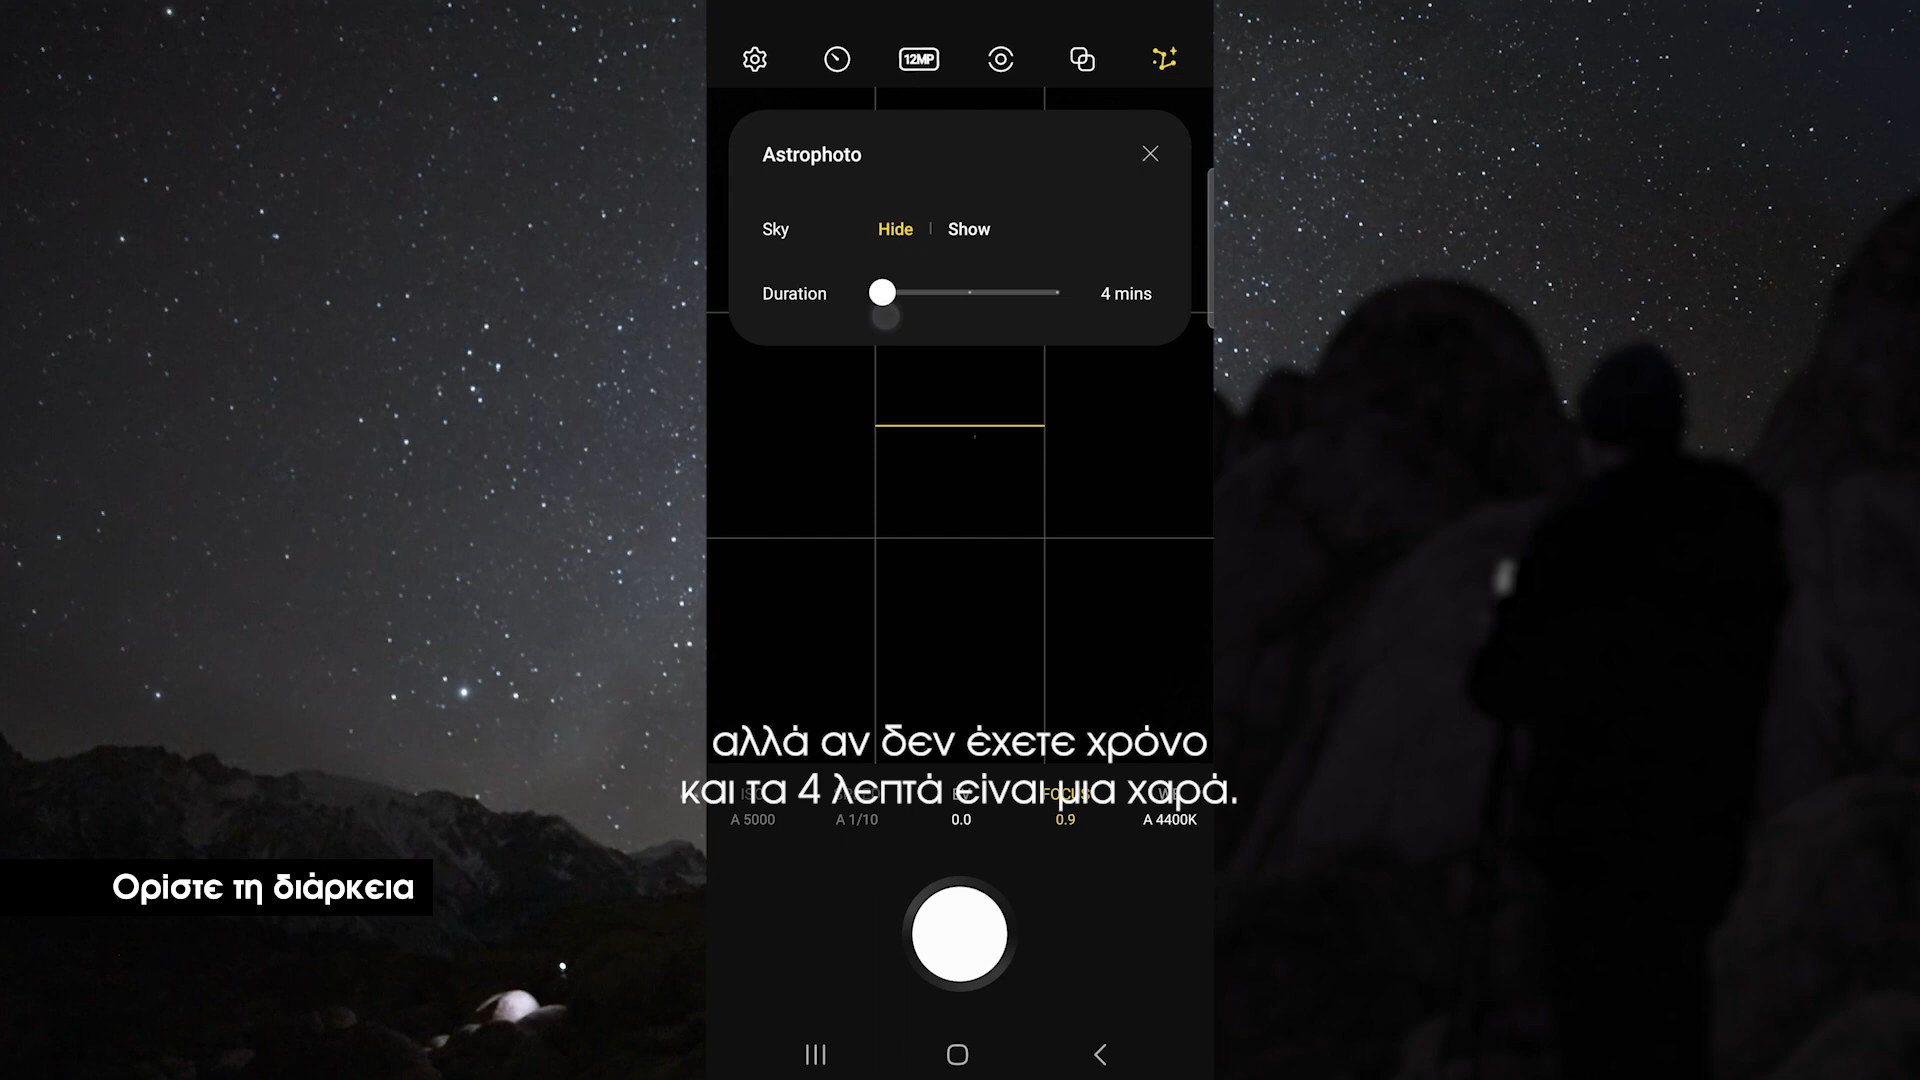 12MP
Astrophoto
Sky Hide Show
Duration 4 mins
αλλά αν δεν έχετε χρόνο
και τα 4 λεπτά είναι μια χαρά.
FOCUS
A 5000 A 1/10 0.0 0.9 A 4400K
Ορίστε τη διάρκεια